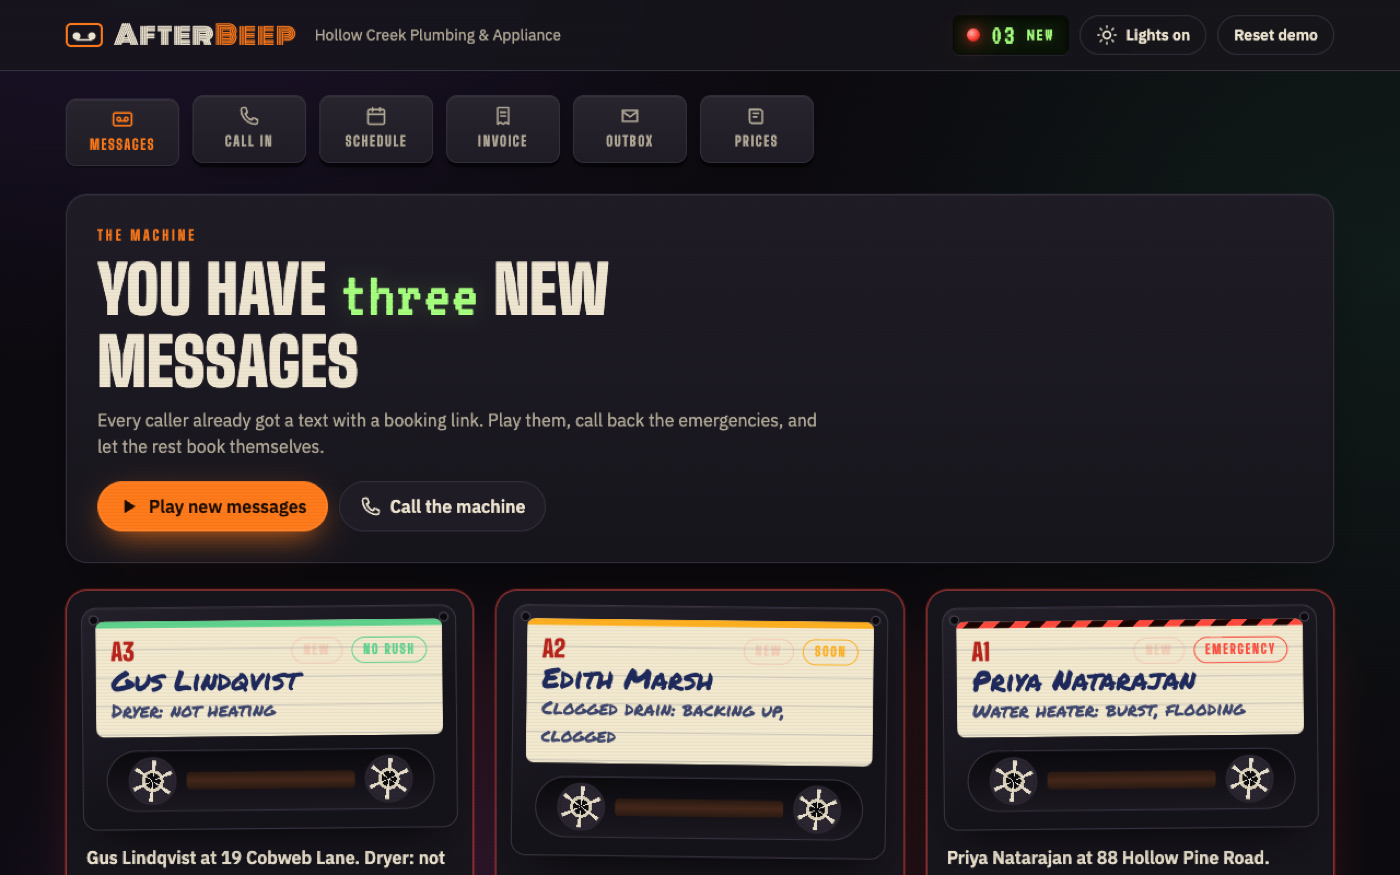 AFTERBEEP
Hollow Creek Plumbing & Appliance
03 NEW
Lights on
Reset demo
MESSAGES
CALL IN
SCHEDULE
INVOICE
OUTBOX
PRICES
THE MACHINE
YOU HAVE three NEW
MESSAGES
Every caller already got a text with a booking link. Play them, call back the emergencies, and
let the rest book themselves.
Play new messages
Call the machine
A3
NEW
NO RUSH
Gus Lindqvist
Dryer: not heating
Gus Lindqvist at 19 Cobweb Lane. Dryer: not
A2
NEW
SOON
Edith Marsh
Clogged drain: backing up,
clogged
A1
NEW
EMERGENCY
Priya Natarajan
Water heater: burst, flooding
Priya Natarajan at 88 Hollow Pine Road.